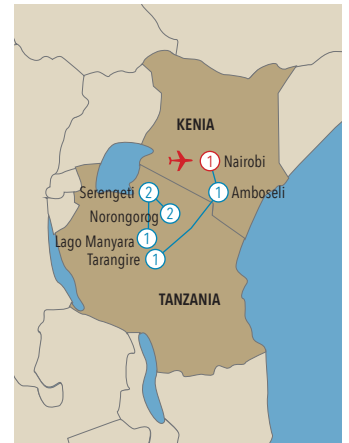 KENIA
1 Nairobi
Serengeti 2
1 Amboseli
Norongorog 2
Lago Manyara 1
Tarangire 1
TANZANIA